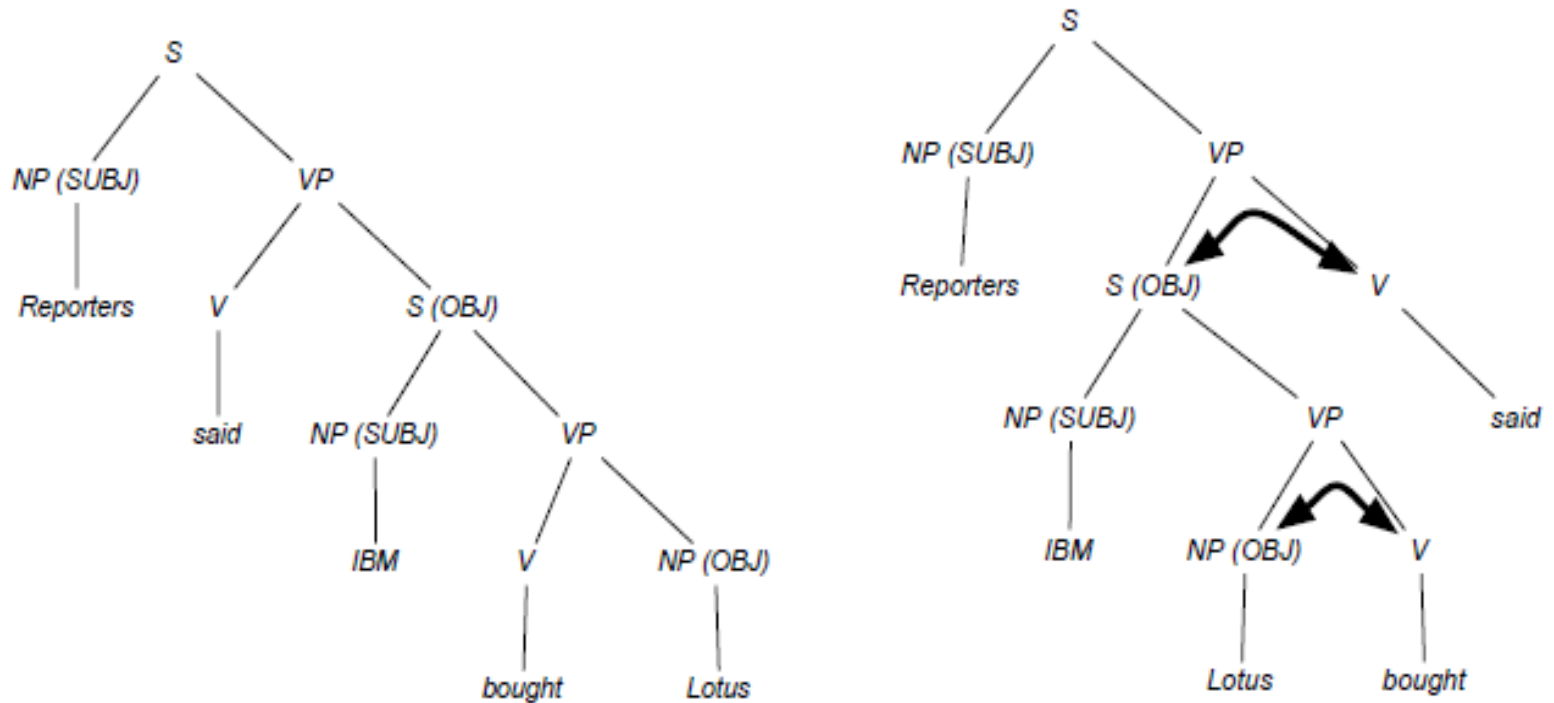 S
NP (SUBJ) VP
Reporters V S (OBJ)
said NP (SUBJ) VP
IBM V NP (OBJ)
bought Lotus
S
NP (SUBJ) VP
Reporters S (OBJ) V
NP (SUBJ) VP said
IBM NP (OBJ) V
Lotus bought